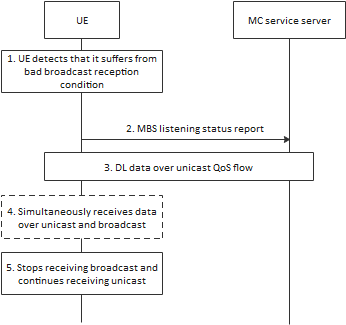 UE
MC service server
1. UE detects that it suffers from
bad broadcast reception
condition
2. MBS listening status report
3. DL data over unicast QoS flow
4. Simultaneously receives data
over unicast and broadcast
5. Stops receiving broadcast and
continues receiving unicast